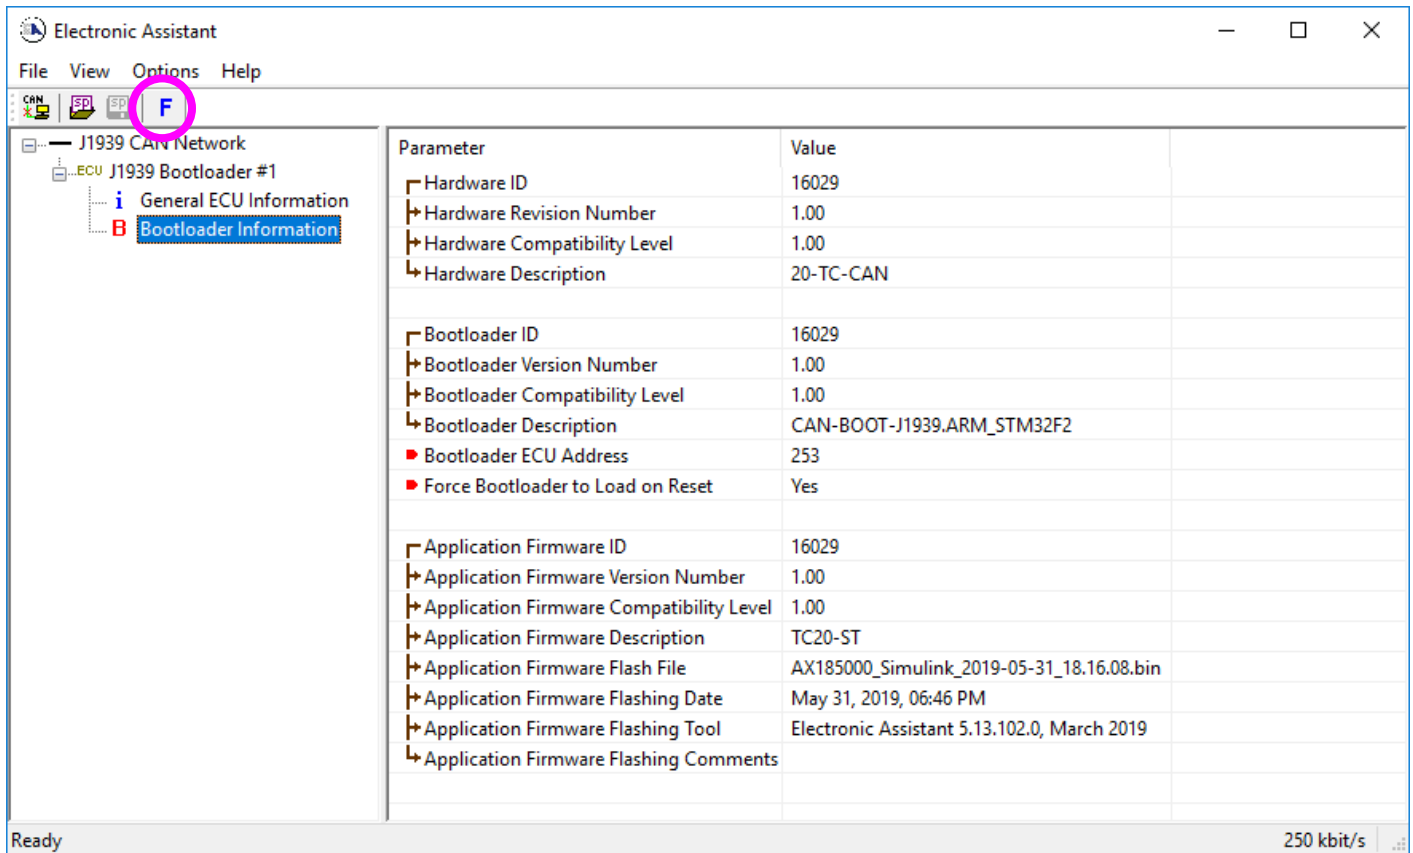 Electronic Assistant
File View Options Help
CAN SP SP F
J1939 CAN Network
ECU J1939 Bootloader #1
i General ECU Information
B Bootloader Information
Parameter Value
Hardware ID 16029
Hardware Revision Number 1.00
Hardware Compatibility Level 1.00
Hardware Description 20-TC-CAN
Bootloader ID 16029
Bootloader Version Number 1.00
Bootloader Compatibility Level 1.00
Bootloader Description CAN-BOOT-J1939.ARM_STM32F2
Bootloader ECU Address 253
Force Bootloader to Load on Reset Yes
Application Firmware ID 16029
Application Firmware Version Number 1.00
Application Firmware Compatibility Level 1.00
Application Firmware Description TC20-ST
Application Firmware Flash File AX185000_Simulink_2019-05-31_18.16.08.bin
Application Firmware Flashing Date May 31, 2019, 06:46 PM
Application Firmware Flashing Tool Electronic Assistant 5.13.102.0, March 2019
Application Firmware Flashing Comments
Ready 250 kbit/s